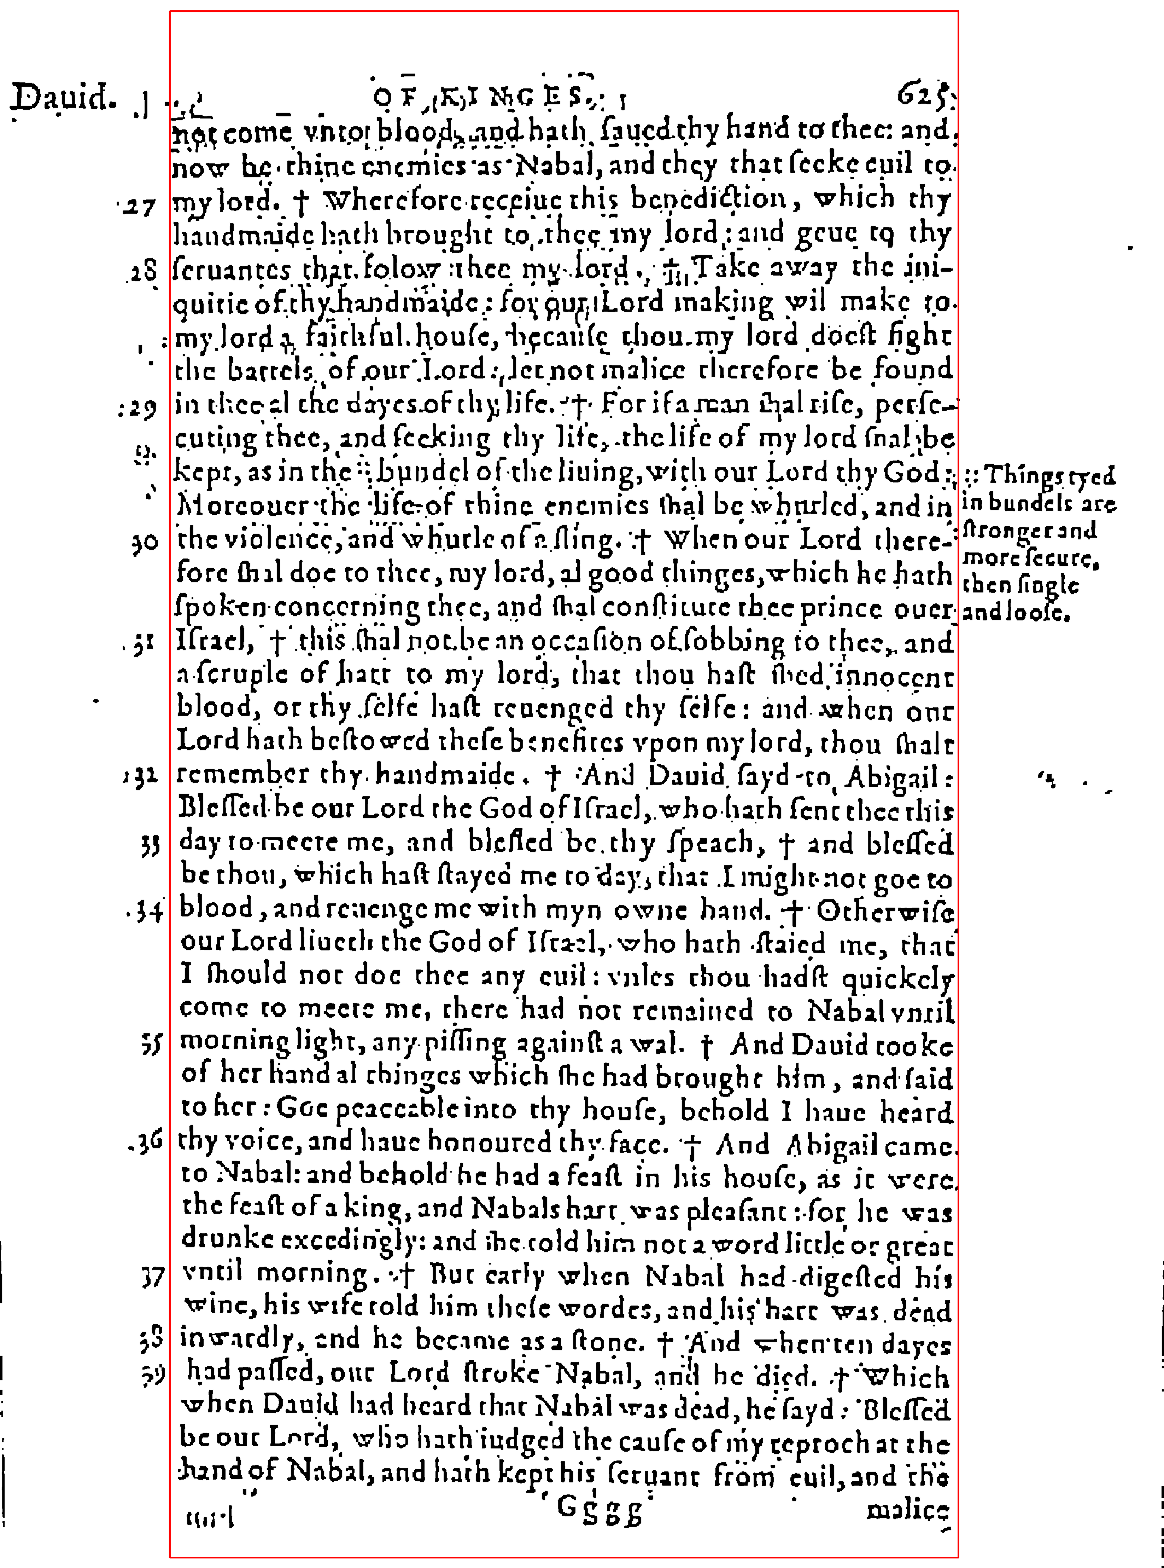 Dauid. OF KINGES. 625
not come vnto bloud, and hath ſaued thy hand to thee: and
now be thine enemies as Nabal, and they that ſeeke euil to
27 my lord. † Wherefore receiue this benediction, which thy
handmaide hath brought to thee my lord: and geue to thy
28 ſeruantes that folow thee my lord. † Take away the ini-
quitie of thy handmaide: for our Lord making wil make to
my lord a faithful houſe, becauſe thou my lord doeſt fight
the battels of our Lord: let not malice therefore be found
29 in thee al the dayes of thy life. † For if a man ſhal riſe, perſe-
cuting thee, and ſeeking thy life, the life of my lord ſhal be
kept, as in the :: bundel of the liuing, with our Lord thy God:
Moreouer the life of thine enemies ſhal be whurled, and in
30 the violence, and whurle of a ſling. † When our Lord there-
fore ſhal doe to thee, my lord, al good thinges, which he hath
ſpoken concerning thee, and ſhal conſtitute thee prince ouer
31 Iſrael, † this ſhal not be an occaſion of ſobbing to thee, and
a ſcruple of hart to my lord, that thou haſt ſhed innocent
blood, or thy ſelfe haſt reuenged thy ſelfe: and when our
Lord hath beſtowed theſe benefites vpon my lord, thou ſhalt
32 remember thy handmaide. † And Dauid ſayd to Abigail:
Bleſſed be our Lord the God of Iſrael, who hath ſent thee this
33 day to meete me, and bleſſed be thy ſpeach, † and bleſſed
be thou, which haſt ſtayed me to day, that I might not goe to
34 blood, and reuenge me with myn owne hand. † Otherwiſe
our Lord liueth the God of Iſrael, who hath ſtaied me, that
I ſhould not doe thee any euil: vnles thou hadſt quickely
come to meete me, there had not remained to Nabal vntil
35 morning light, any piſſing againſt a wal. † And Dauid tooke
of her hand al thinges which ſhe had brought him, and ſaid
to her: Goe peaceable into thy houſe, behold I haue heard
36 thy voice, and haue honoured thy face. † And Abigail came
to Nabal: and behold he had a feaſt in his houſe, as it were
the feaſt of a king, and Nabals hart was pleaſant: for he was
drunke exceedingly: and ſhe told him not a word little or great
37 vntil morning. † But early when Nabal had digeſted his
wine, his wife told him theſe wordes, and his hart was dead
38 inwardly, and he became as a ſtone. † And when ten dayes
39 had paſſed, our Lord ſtroke Nabal, and he died. † Which
when Dauid had heard that Nabal was dead, he ſayd: Bleſſed
be our Lord, who hath iudged the cauſe of my reproch at the
hand of Nabal, and hath kept his ſeruant from euil, and the
Gggg malice
:: Things tyed
in bundels are
ſtronger and
more ſecure,
then ſingle
and looſe.